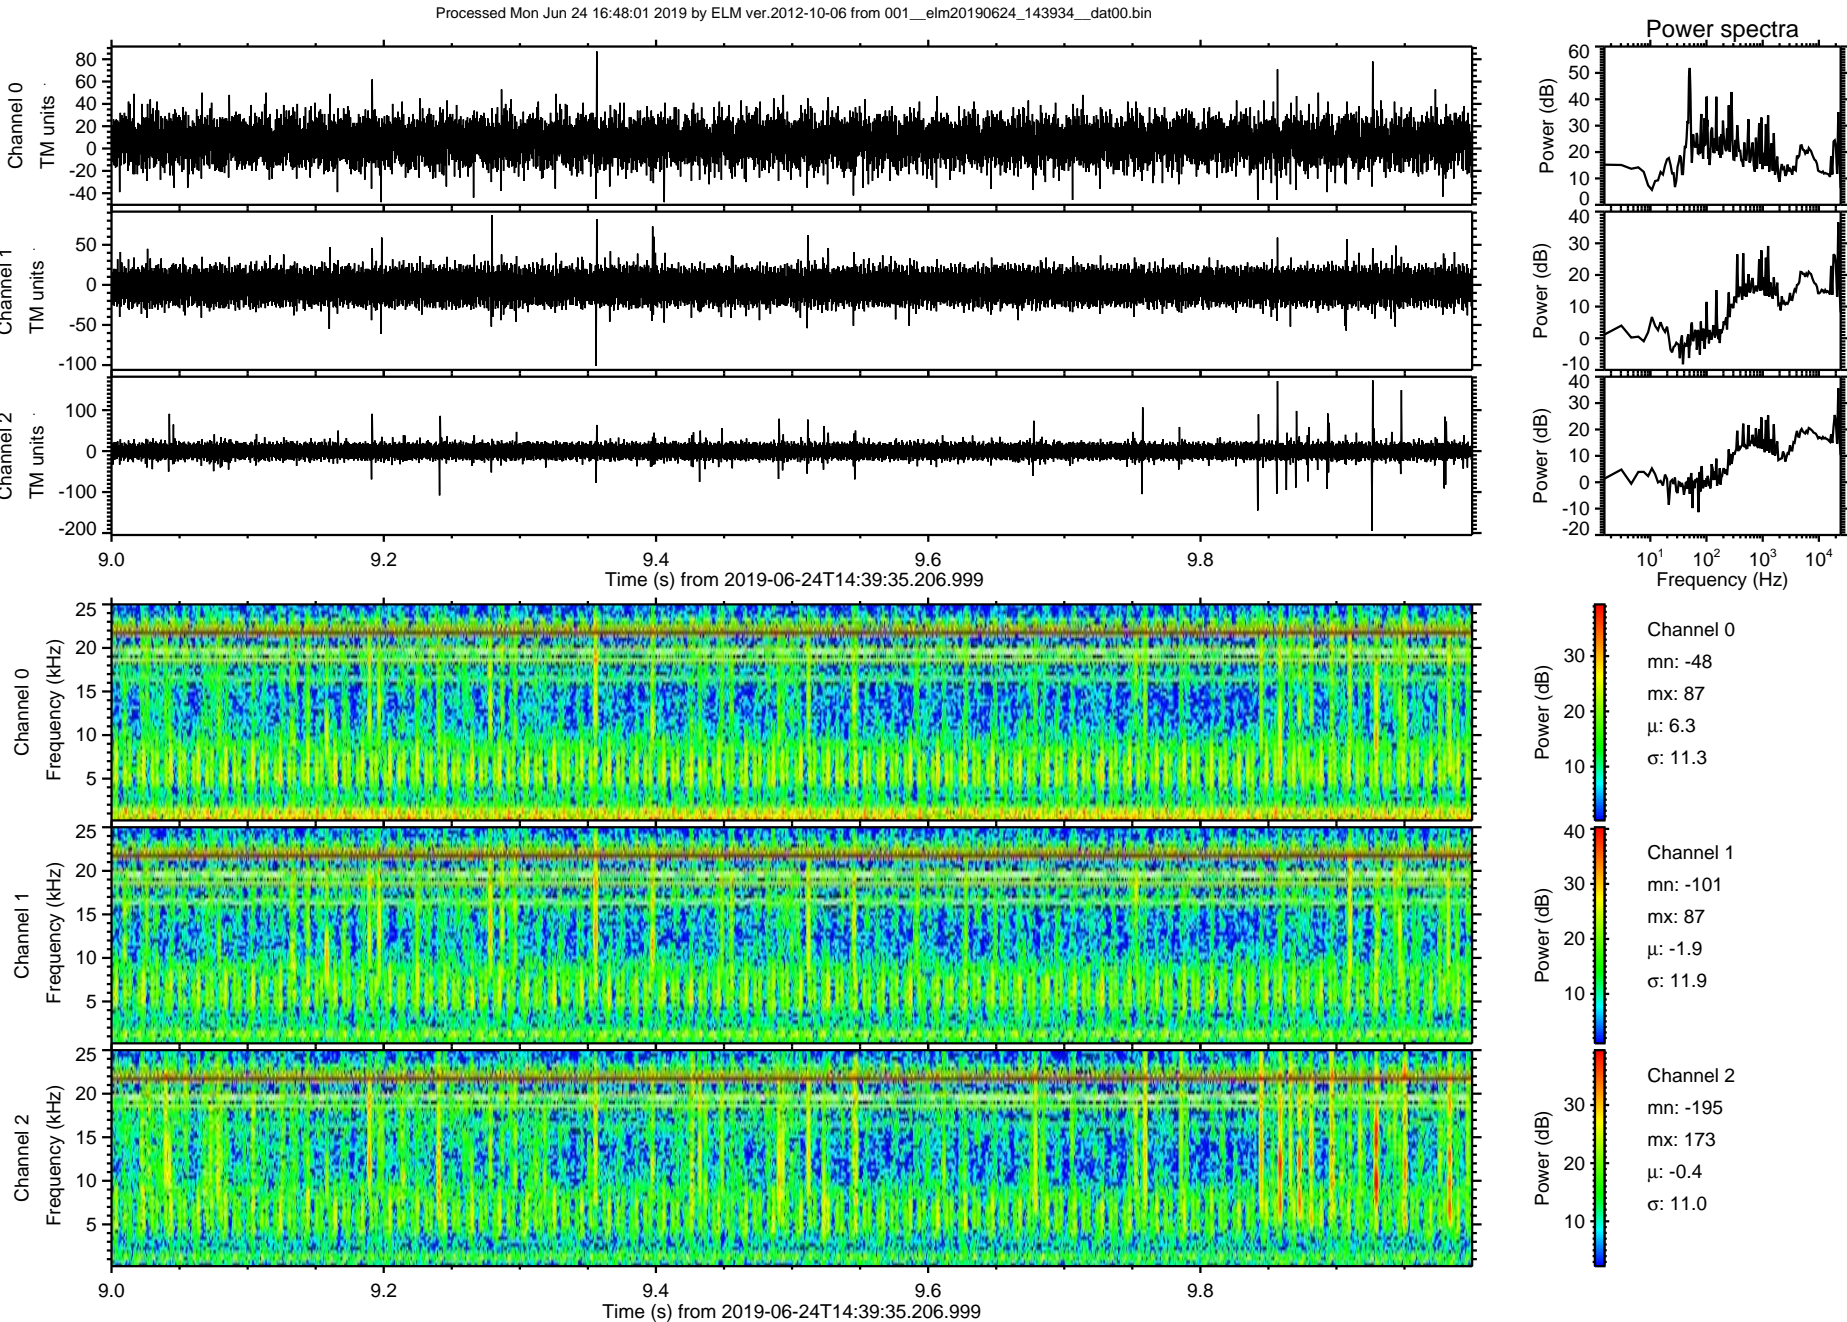 Processed Mon Jun 24 16:48:01 2019 by ELM ver.2012-10-06 from 001__elm20190624_143934__dat00.bin
Power spectra
Channel 0
TM units
80
60
40
20
0
-20
-40
Power (dB)
60
50
40
30
20
10
0
Channel 1
TM units
50
0
-50
-100
Power (dB)
40
30
20
10
0
-10
Channel 2
TM units
100
0
-100
-200
Power (dB)
40
30
20
10
0
-10
-20
9.0 9.2 9.4 9.6 9.8
Time (s) from 2019-06-24T14:39:35.206.999
10¹ 10² 10³ 10⁴
Frequency (Hz)
Channel 0
Frequency (kHz)
25
20
15
10
5
Power (dB)
30
20
10
Channel 0
mn: -48
mx: 87
μ: 6.3
σ: 11.3
Channel 1
Frequency (kHz)
25
20
15
10
5
Power (dB)
40
30
20
10
Channel 1
mn: -101
mx: 87
μ: -1.9
σ: 11.9
Channel 2
Frequency (kHz)
25
20
15
10
5
Power (dB)
30
20
10
Channel 2
mn: -195
mx: 173
μ: -0.4
σ: 11.0
9.0 9.2 9.4 9.6 9.8
Time (s) from 2019-06-24T14:39:35.206.999